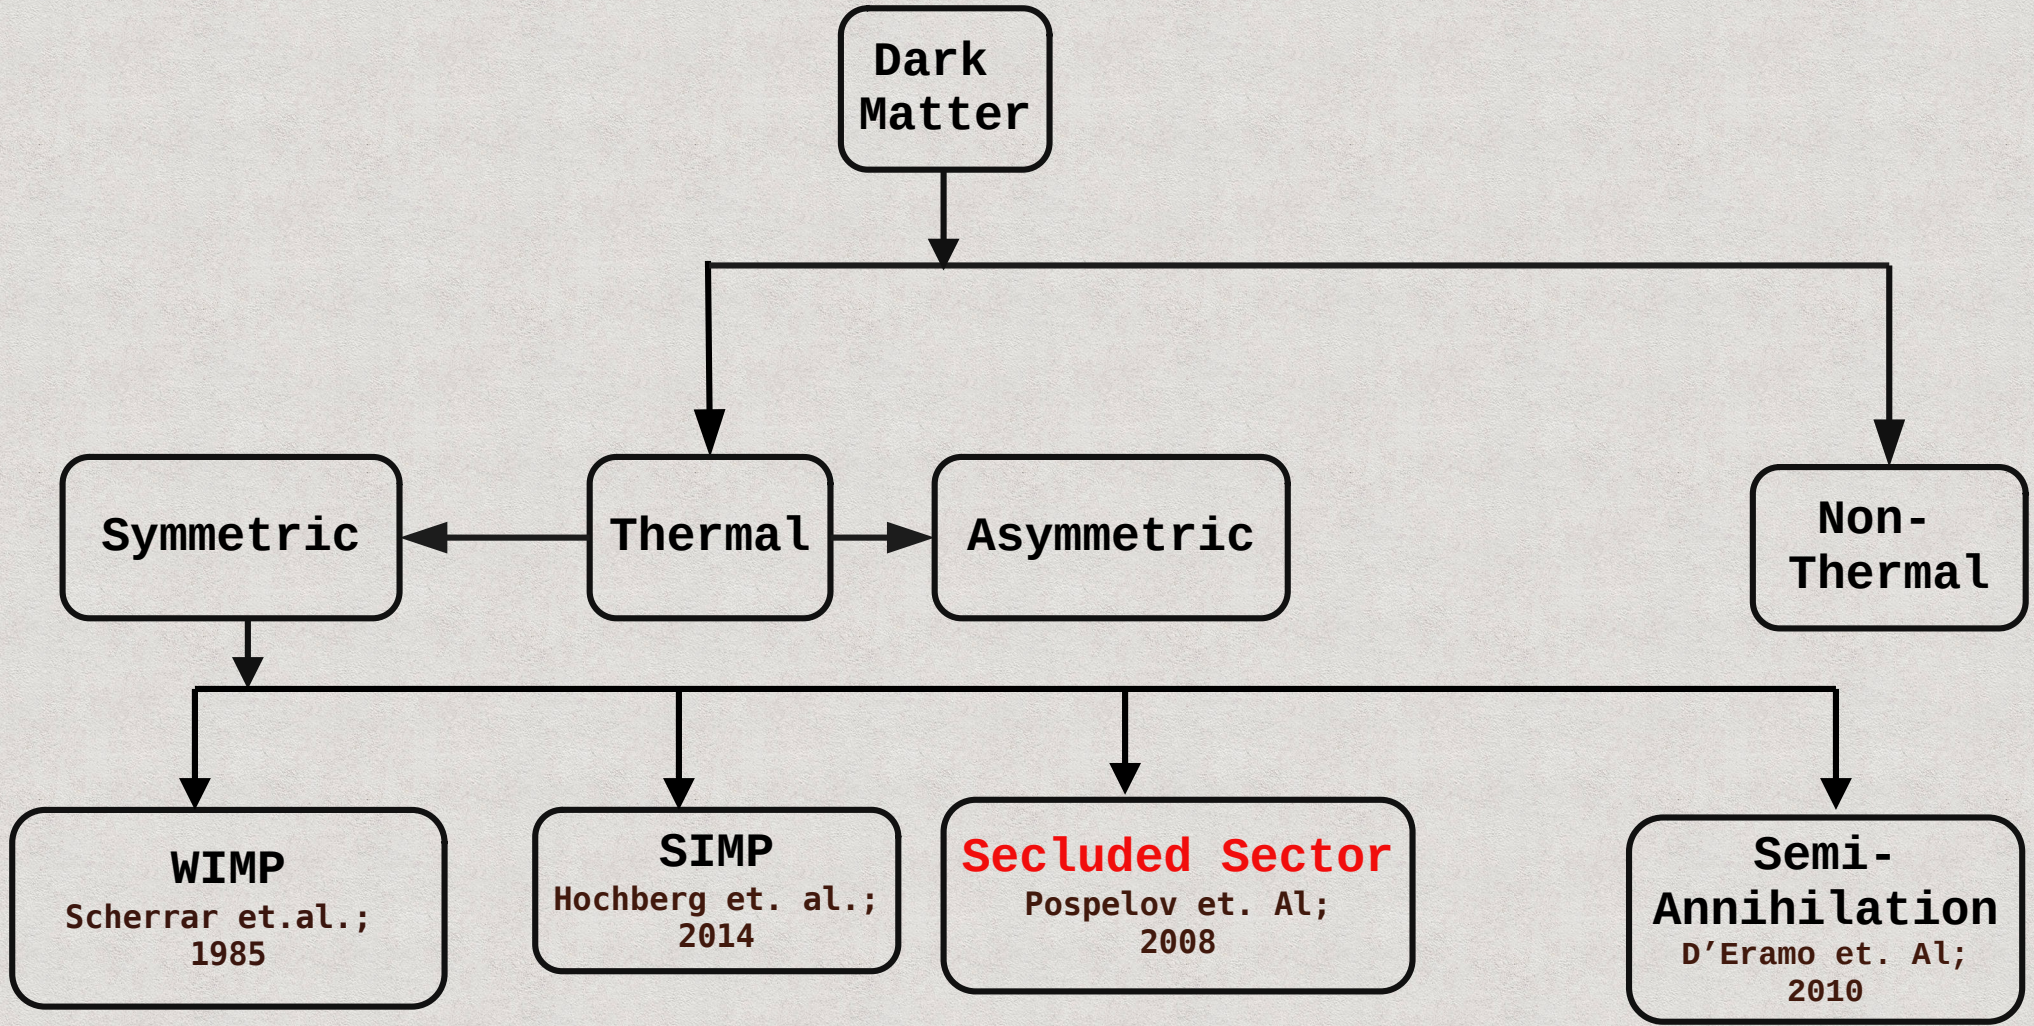 Dark
Matter
Symmetric
Thermal
Asymmetric
Non-
Thermal
WIMP
Scherrar et.al.;
1985
SIMP
Hochberg et. al.;
2014
Secluded Sector
Pospelov et. Al;
2008
Semi-
Annihilation
D’Eramo et. Al;
2010